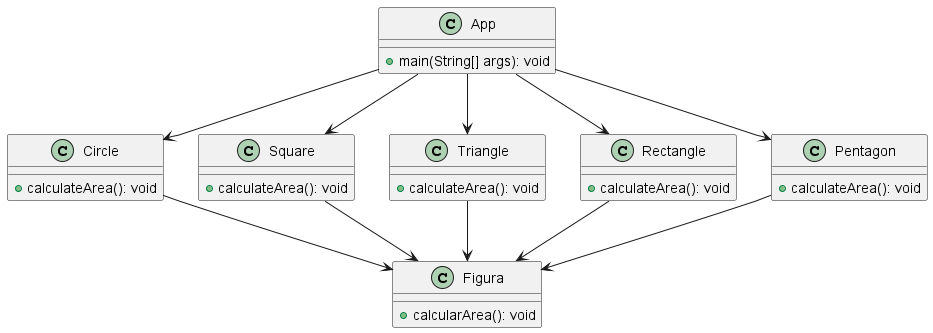 C App
main(String[] args): void
C Circle
calculateArea(): void
C Square
calculateArea(): void
C Triangle
calculateArea(): void
C Rectangle
calculateArea(): void
C Pentagon
calculateArea(): void
C Figura
calcularArea(): void